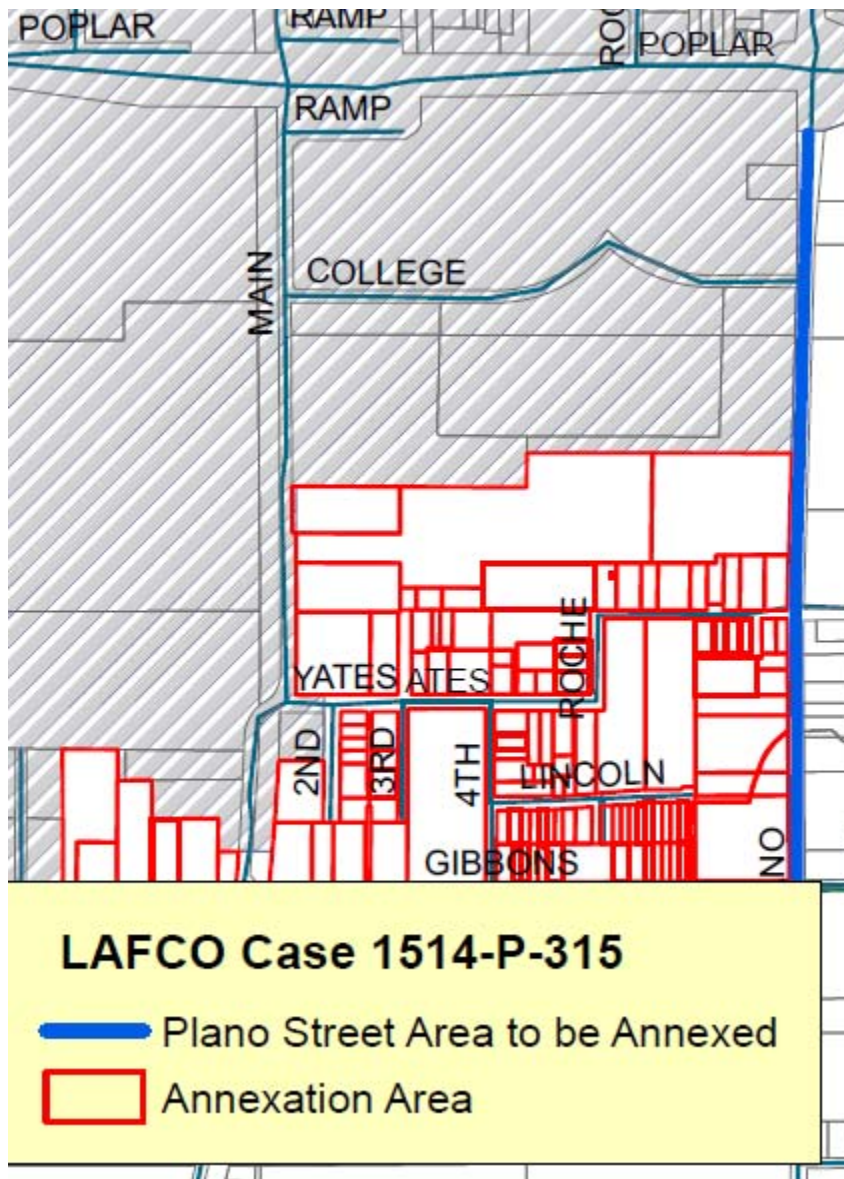 POPLAR
RAMP
ROC
POPLAR
RAMP
MAIN
COLLEGE
ROCHE
YATES
ATES
2ND
3RD
4TH
LINCOLN
GIBBONS
NO
LAFCO Case 1514-P-315
Plano Street Area to be Annexed
Annexation Area